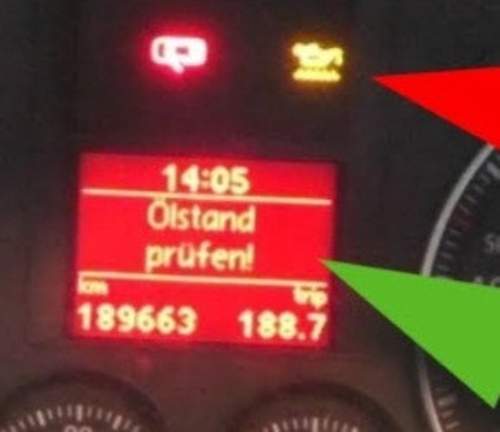 14:05
Ölstand
prüfen!
km trip
189663 188.7